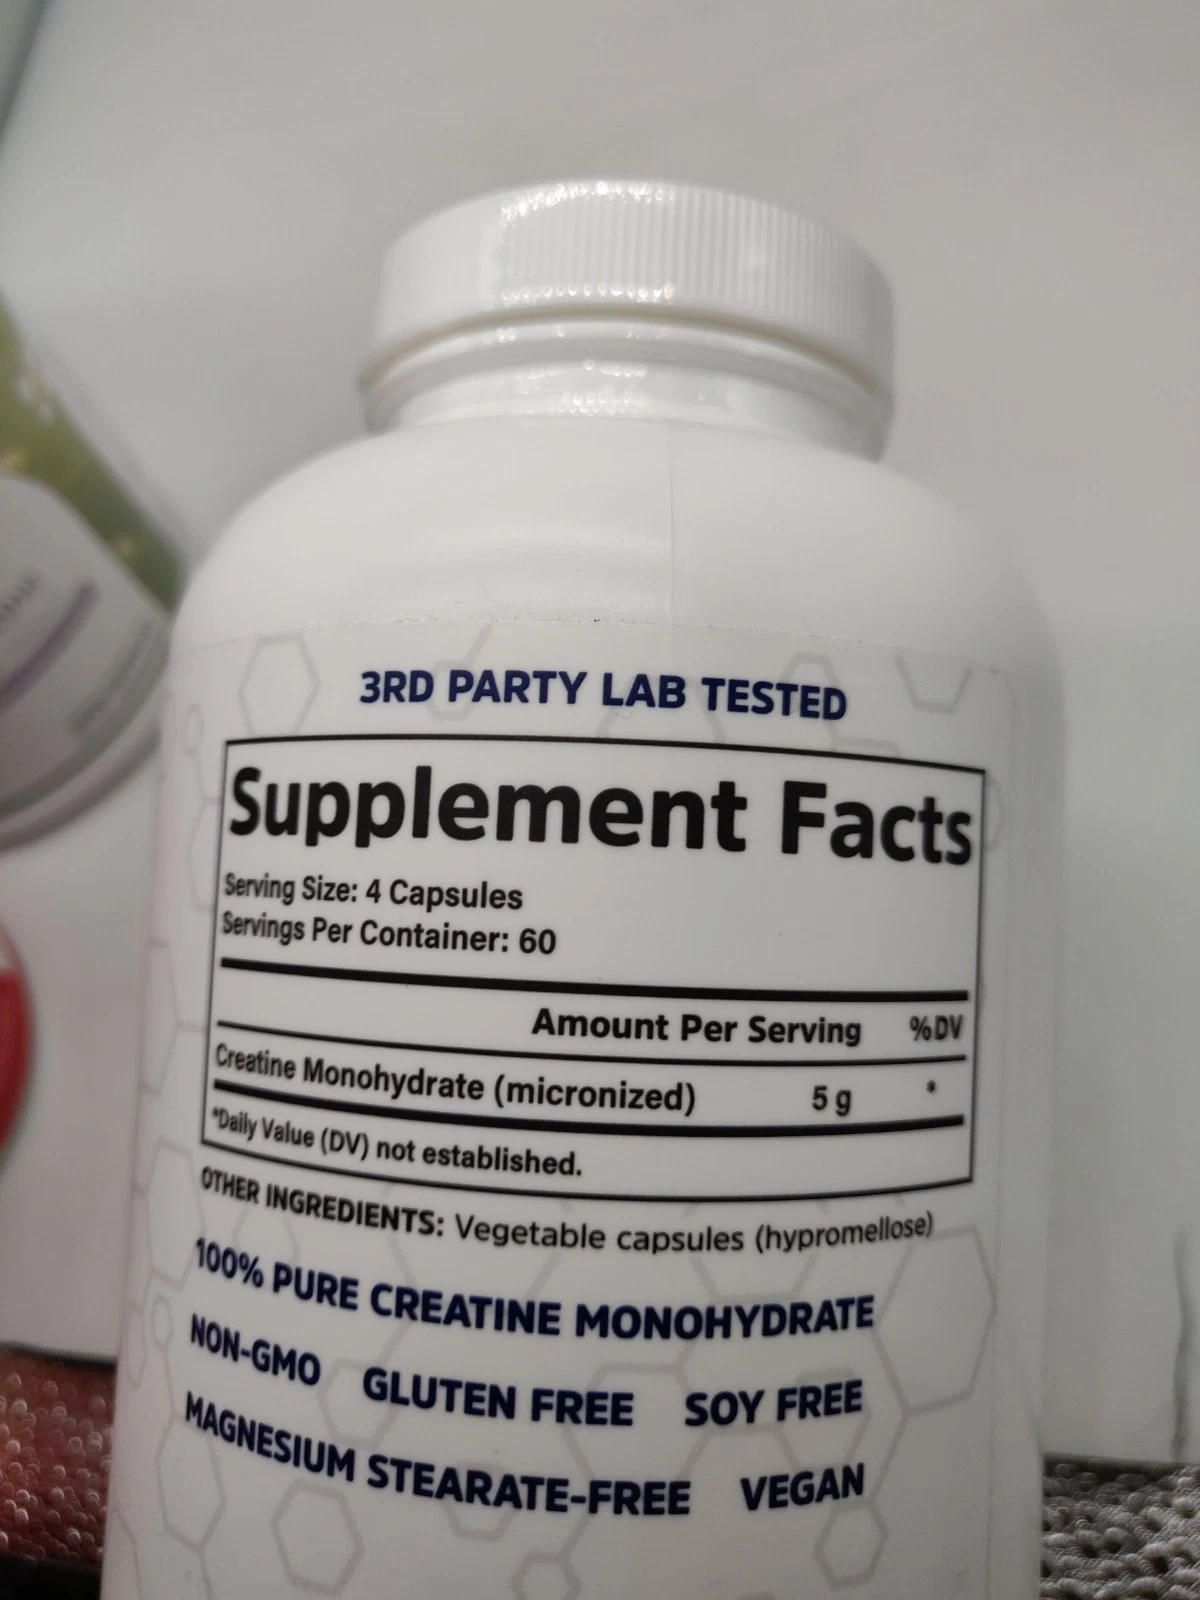 3RD PARTY LAB TESTED
Supplement Facts
Serving Size: 4 Capsules
Servings Per Container: 60
Amount Per Serving %DV
Creatine Monohydrate (micronized) 5 g *
*Daily Value (DV) not established.
OTHER INGREDIENTS: Vegetable capsules (hypromellose)
100% PURE CREATINE MONOHYDRATE
NON-GMO GLUTEN FREE SOY FREE
MAGNESIUM STEARATE-FREE VEGAN